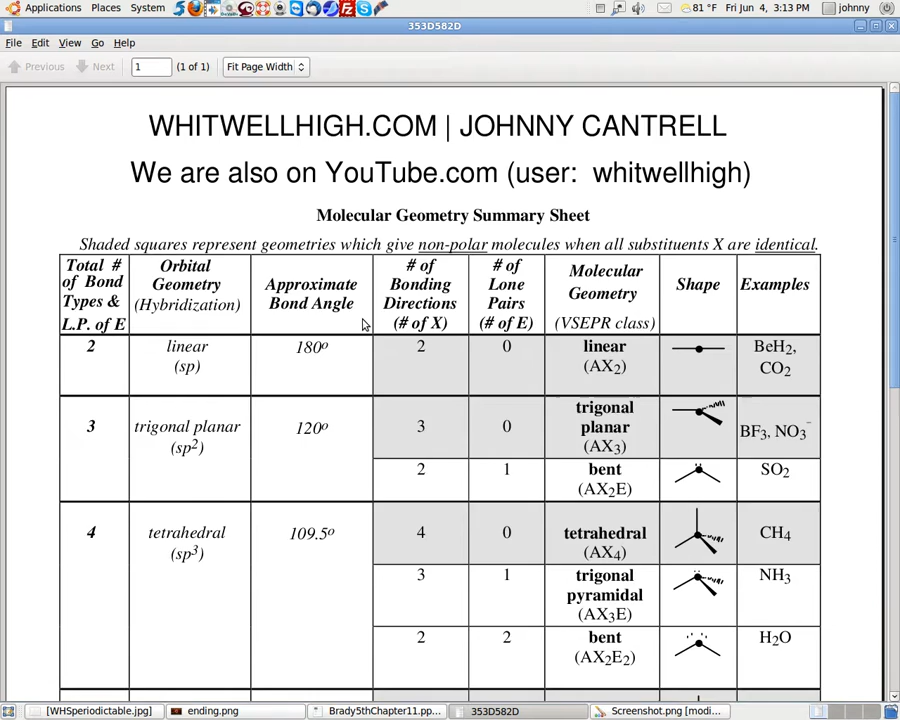 Applications Places System 81 °F Fri Jun 4, 3:13 PM johnny
353D582D
File Edit View Go Help
Previous Next 1 (1 of 1) Fit Page Width
WHITWELLHIGH.COM | JOHNNY CANTRELL
We are also on YouTube.com (user: whitwellhigh)
Molecular Geometry Summary Sheet
Shaded squares represent geometries which give non-polar molecules when all substituents X are identical.
Total # of Bond Types & L.P. of E
Orbital Geometry (Hybridization)
Approximate Bond Angle
# of Bonding Directions (# of X)
# of Lone Pairs (# of E)
Molecular Geometry (VSEPR class)
Shape
Examples
2 linear (sp) 180º 2 0 linear (AX2) BeH2, CO2
3 trigonal planar (sp2) 120º 3 0 trigonal planar (AX3) BF3, NO3-
2 1 bent (AX2E) SO2
4 tetrahedral (sp3) 109.5º 4 0 tetrahedral (AX4) CH4
3 1 trigonal pyramidal (AX3E) NH3
2 2 bent (AX2E2) H2O
[WHSperiodictable.jpg] ending.png Brady5thChapter11.pp... 353D582D Screenshot.png [modi...